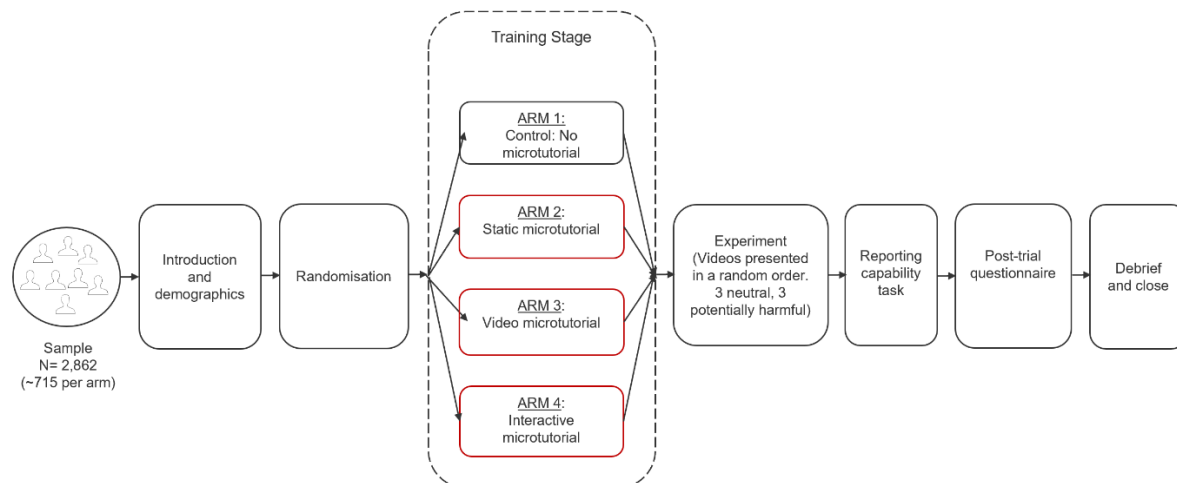 Training Stage
ARM 1:
Control: No
microtutorial
ARM 2:
Static microtutorial
ARM 3:
Video microtutorial
ARM 4:
Interactive
microtutorial
Sample
N= 2,862
(~715 per arm)
Introduction
and
demographics
Randomisation
Experiment
(Videos presented
in a random order.
3 neutral, 3
potentially harmful)
Reporting
capability
task
Post-trial
questionnaire
Debrief
and close